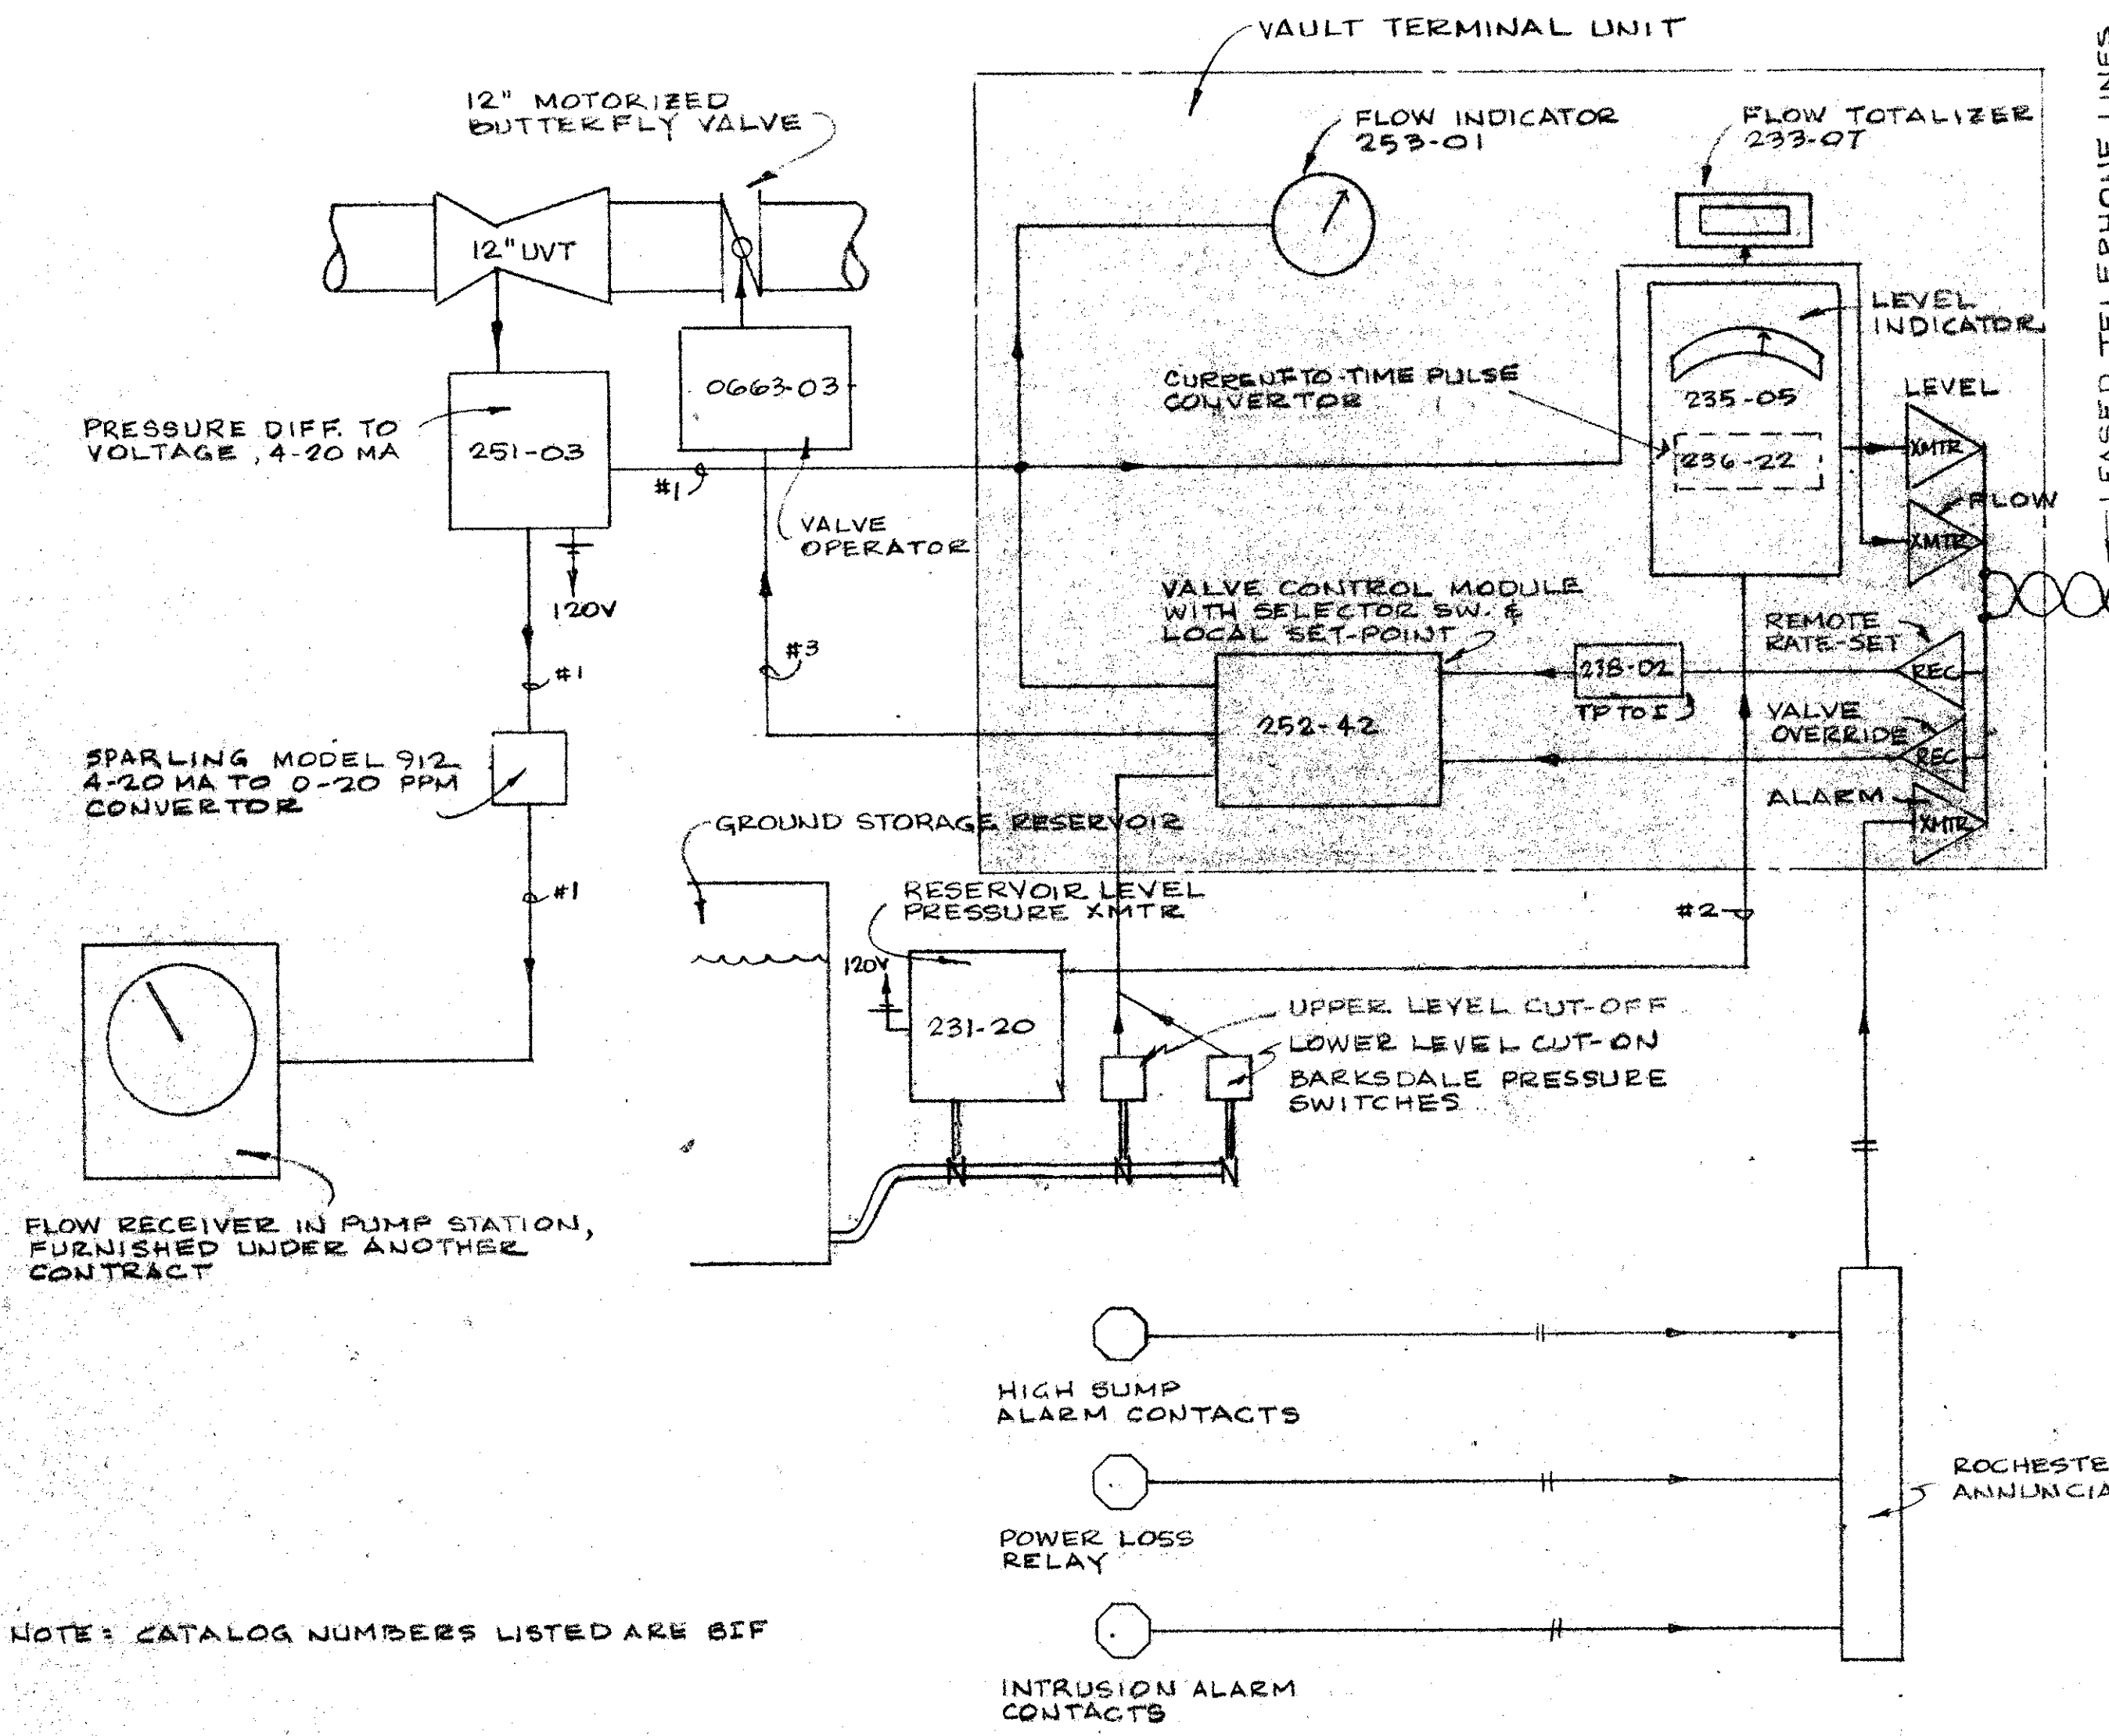 VAULT TERMINAL UNIT
12" MOTORIZED
BUTTERFLY VALVE
FLOW INDICATOR
253-01
FLOW TOTALIZER
233-07
LEASED TELEPHONE LINES
12" UVT
LEVEL
INDICATOR
0663-03
CURRENT-TO-TIME PULSE
CONVERTOR
235-05
LEVEL
PRESSURE DIFF. TO
VOLTAGE, 4-20 MA
251-03
236-22
XMTR
#1
FLOW
VALVE
OPERATOR
XMTR
120V
VALVE CONTROL MODULE
WITH SELECTOR SW. &
LOCAL SET-POINT
REMOTE
RATE-SET
#3
#1
238-02
REC
TP TO I
252-42
VALVE
OVERRIDE
REC
SPARLING MODEL 912
4-20 MA TO 0-20 PPM
CONVERTOR
ALARM
XMTR
GROUND STORAGE RESERVOIR
#1
RESERVOIR LEVEL
PRESSURE XMTR
#2
120V
231-20
UPPER LEVEL CUT-OFF
LOWER LEVEL CUT-ON
BARKSDALE PRESSURE
SWITCHES
FLOW RECEIVER IN PUMP STATION,
FURNISHED UNDER ANOTHER
CONTRACT
HIGH SUMP
ALARM CONTACTS
ROCHESTE
ANNUNCIA
POWER LOSS
RELAY
NOTE: CATALOG NUMBERS LISTED ARE BIF
INTRUSION ALARM
CONTACTS